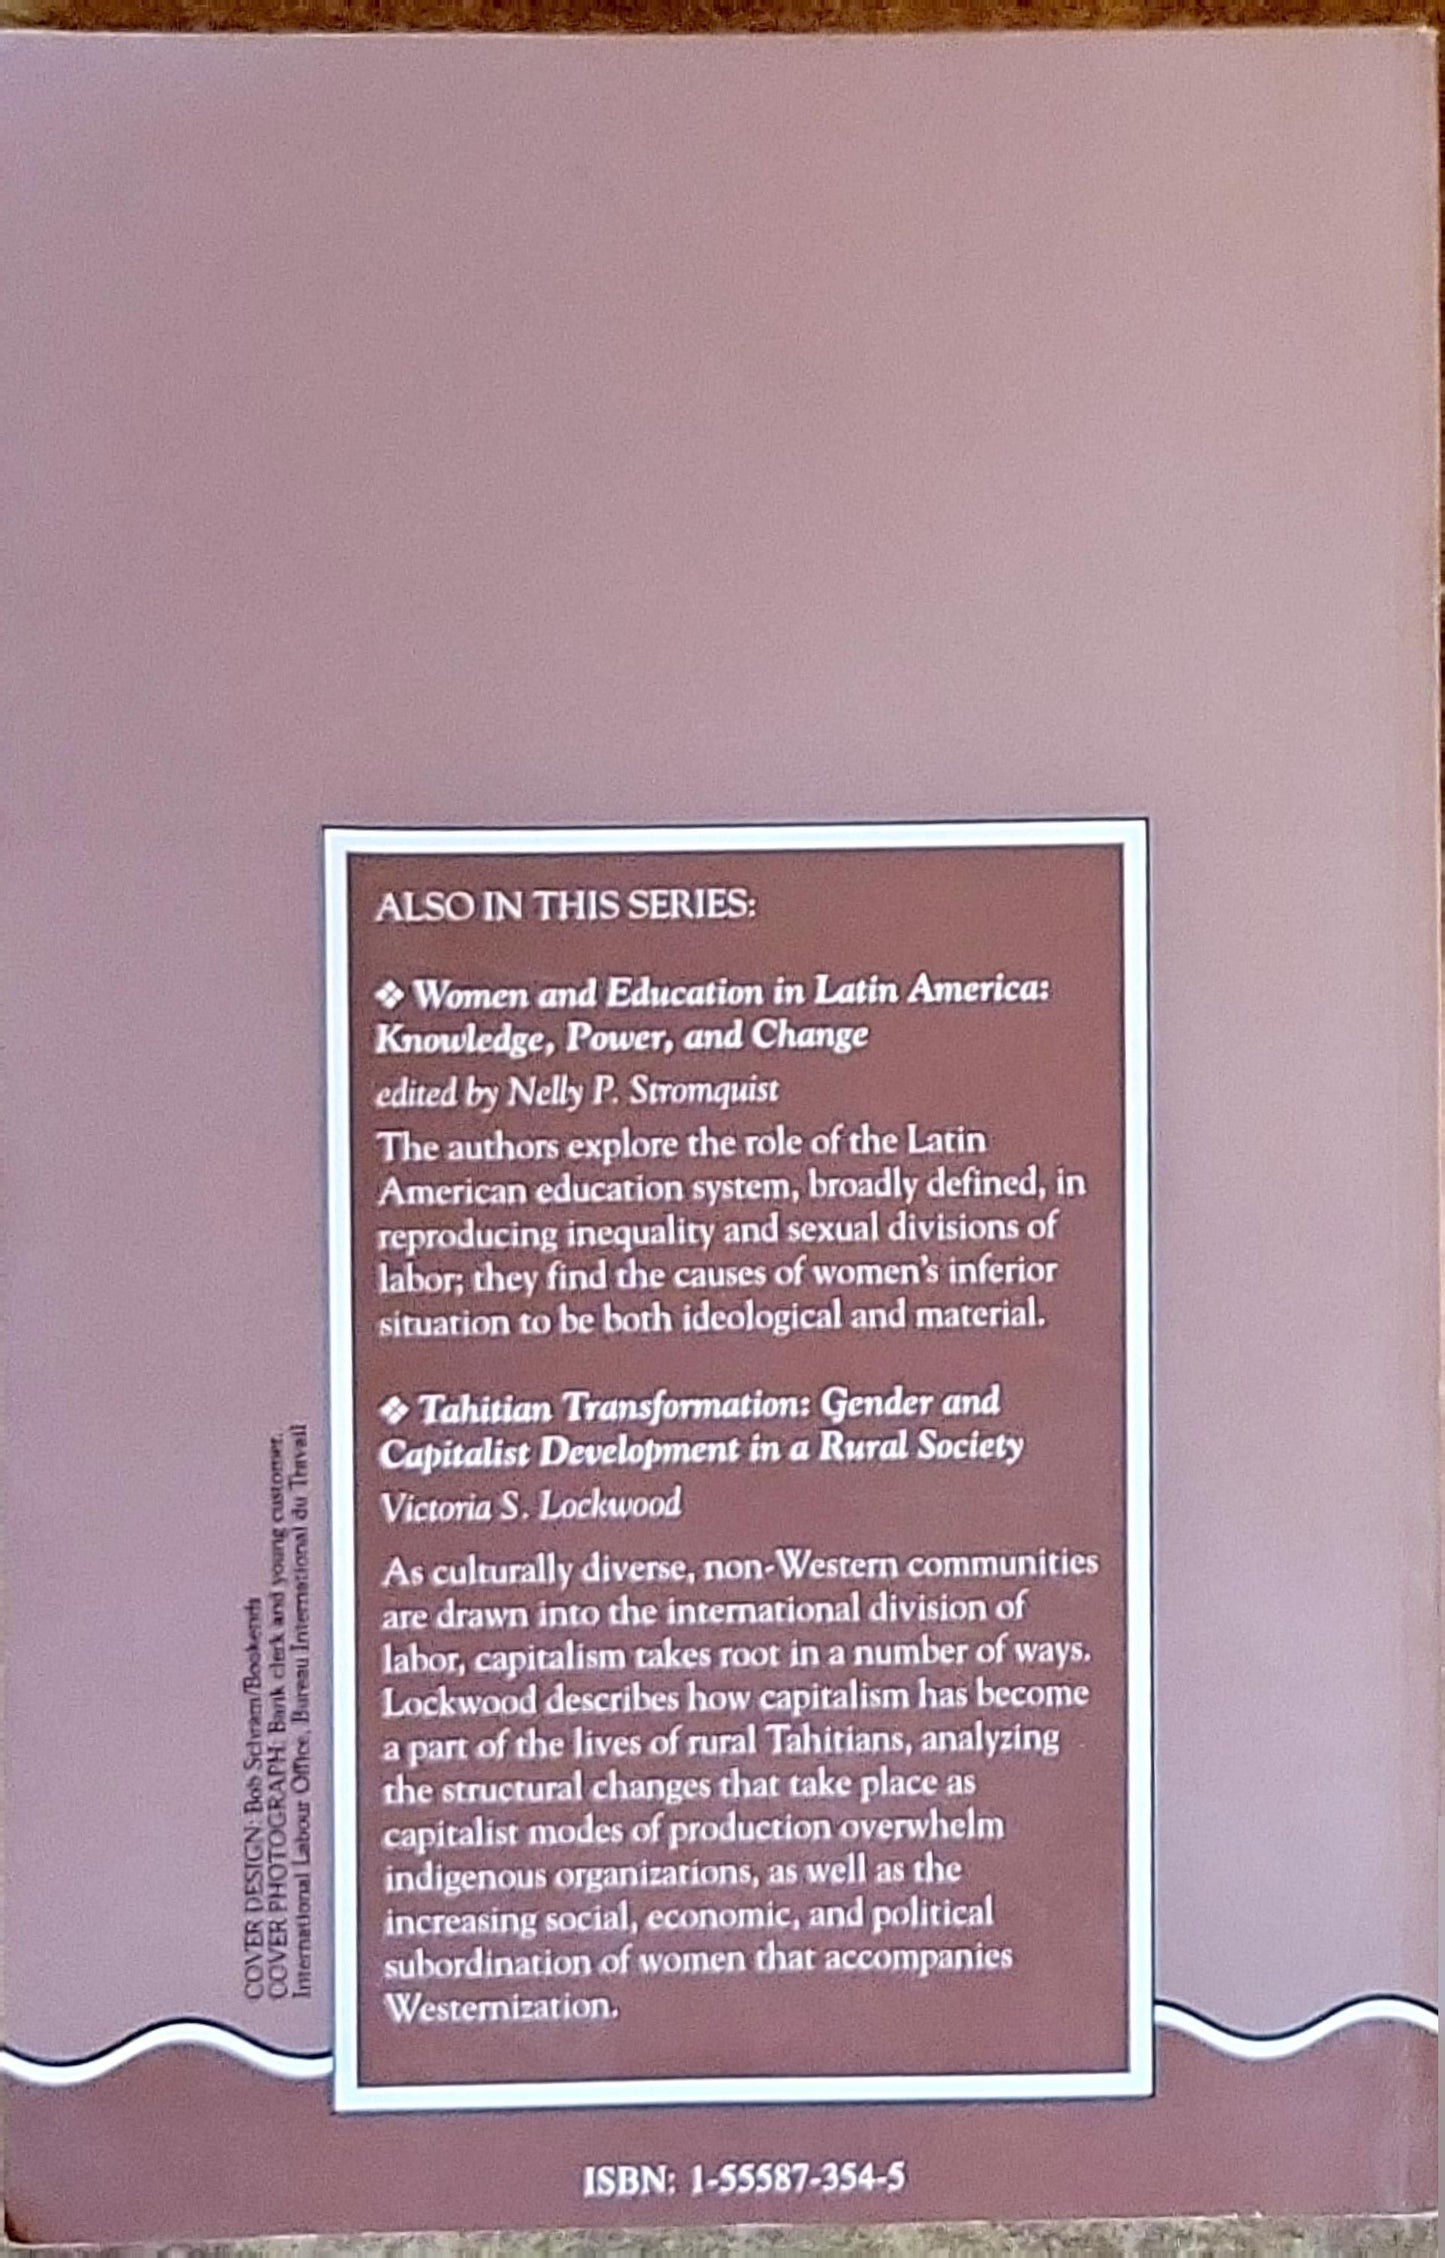 ALSO IN THIS SERIES:
❖ Women and Education in Latin America:
Knowledge, Power, and Change
edited by Nelly P. Stromquist
The authors explore the role of the Latin
American education system, broadly defined, in
reproducing inequality and sexual divisions of
labor; they find the causes of women's inferior
situation to be both ideological and material.
❖ Tahitian Transformation: Gender and
Capitalist Development in a Rural Society
Victoria S. Lockwood
As culturally diverse, non-Western communities
are drawn into the international division of
labor, capitalism takes root in a number of ways.
Lockwood describes how capitalism has become
a part of the lives of rural Tahitians, analyzing
the structural changes that take place as
capitalist modes of production overwhelm
indigenous organizations, as well as the
increasing social, economic, and political
subordination of women that accompanies
Westernization.
COVER DESIGN: Bob Schram/Bookends
COVER PHOTOGRAPH: Bank clerk and young customer.
International Labour Office, Bureau International du Travail
ISBN: 1-55587-354-5